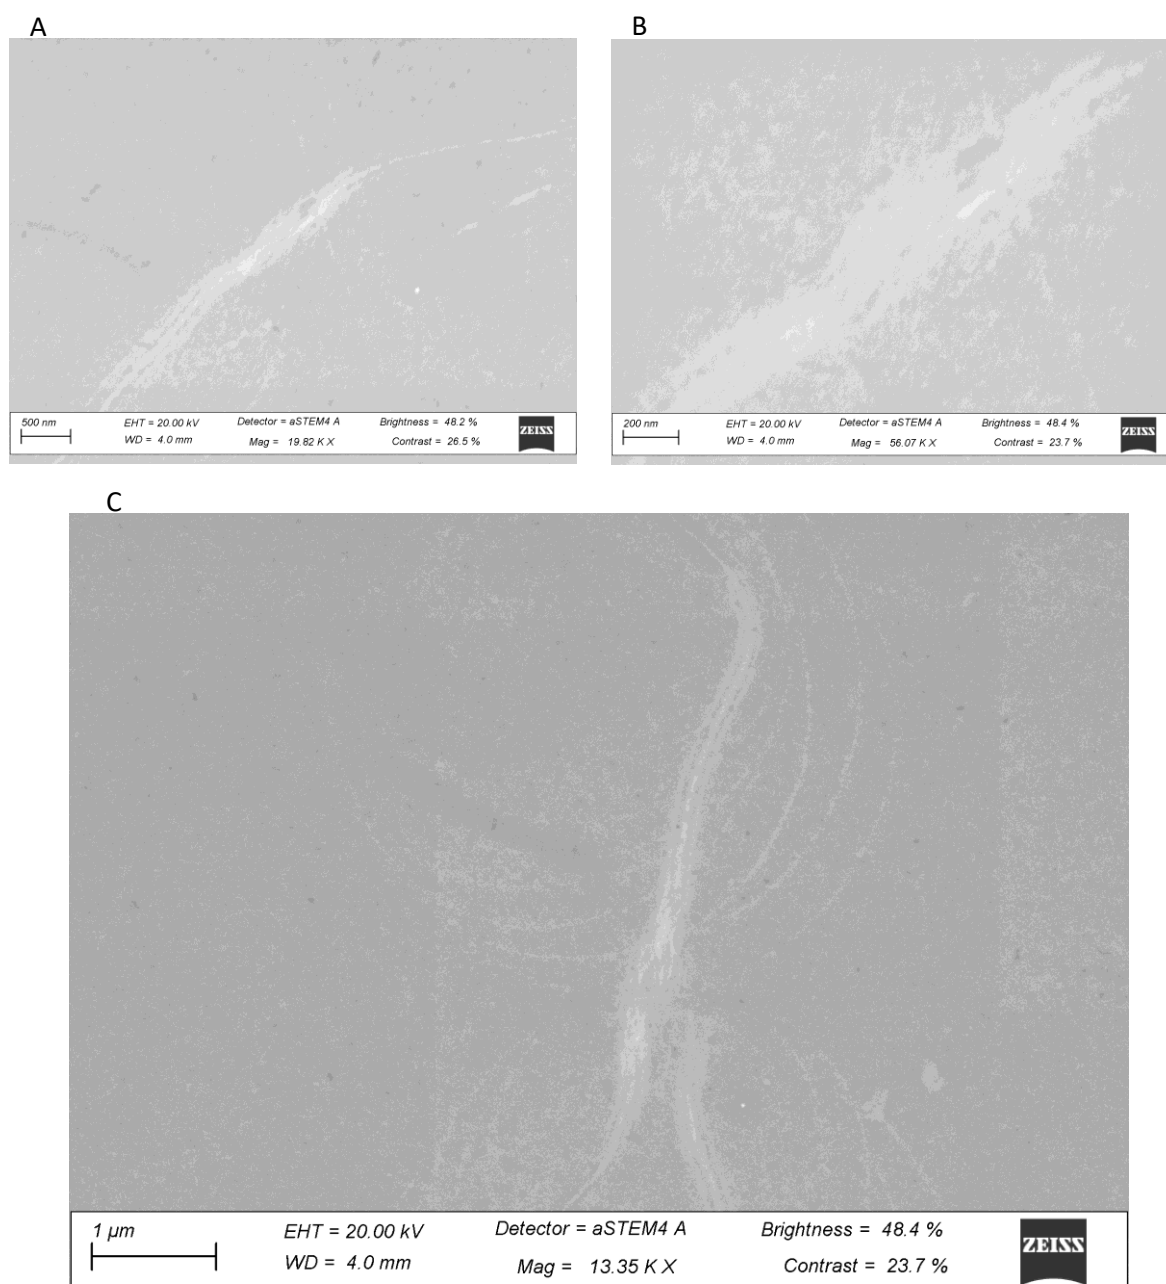 A
500 nm
EHT = 20.00 kV
Detector = aSTEM4 A
Brightness = 48.2 %
WD = 4.0 mm
Mag = 19.82 K X
Contrast = 26.5 %
ZEISS
B
200 nm
EHT = 20.00 kV
Detector = aSTEM4 A
Brightness = 48.4 %
WD = 4.0 mm
Mag = 56.07 K X
Contrast = 23.7 %
ZEISS
C
1 µm
EHT = 20.00 kV
Detector = aSTEM4 A
Brightness = 48.4 %
WD = 4.0 mm
Mag = 13.35 K X
Contrast = 23.7 %
ZEISS